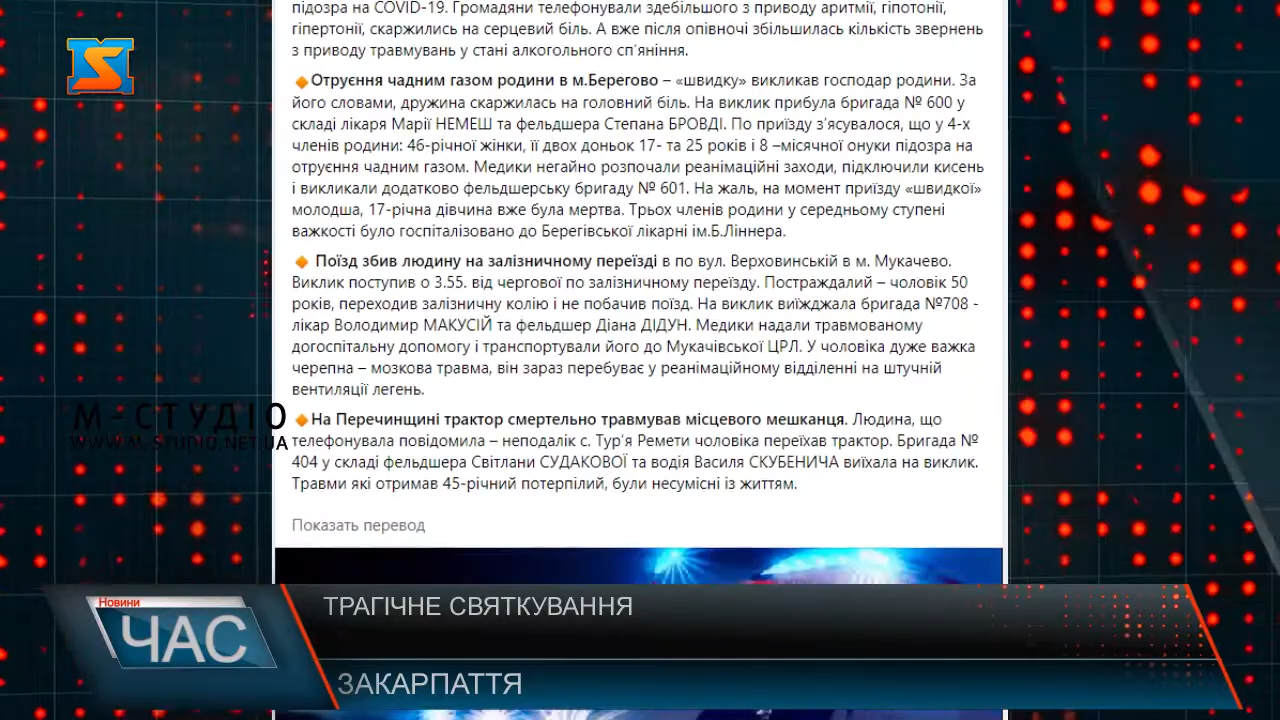 підозра на COVID-19. Громадяни телефонували здебільшого з приводу аритмії, гіпотонії,
гіпертонії, скаржились на серцевий біль. А вже після опівночі збільшилась кількість звернень
з приводу травмувань у стані алкогольного сп'яніння.
🔸Отруєння чадним газом родини в м.Берегово – «швидку» викликав господар родини. За
його словами, дружина скаржилась на головний біль. На виклик прибула бригада № 600 у
складі лікаря Марії НЕМЕШ та фельдшера Степана БРОВДІ. По приїзду з'ясувалося, що у 4-х
членів родини: 46-річної жінки, її двох доньок 17- та 25 років і 8 –місячної онуки підозра на
отруєння чадним газом. Медики негайно розпочали реанімаційні заходи, підключили кисень
і викликали додатково фельдшерську бригаду № 601. На жаль, на момент приїзду «швидкої»
молодша, 17-річна дівчина вже була мертва. Трьох членів родини у середньому ступені
важкості було госпіталізовано до Берегівської лікарні ім.Б.Ліннера.
🔸 Поїзд збив людину на залізничному переїзді в по вул. Верховинській в м. Мукачево.
Виклик поступив о 3.55. від чергової по залізничному переїзду. Постраждалий – чоловік 50
років, переходив залізничну колію і не побачив поїзд. На виклик виїжджала бригада №708 -
лікар Володимир МАКУСІЙ та фельдшер Діана ДІДУН. Медики надали травмованому
догоспітальну допомогу і транспортували його до Мукачівської ЦРЛ. У чоловіка дуже важка
черепна – мозкова травма, він зараз перебуває у реанімаційному відділенні на штучній
вентиляції легень.
🔸На Перечинщині трактор смертельно травмував місцевого мешканця. Людина, що
телефонувала повідомила – неподалік с. Тур'я Ремети чоловіка переїхав трактор. Бригада №
404 у складі фельдшера Світлани СУДАКОВОЇ та водія Василя СКУБЕНИЧА виїхала на виклик.
Травми які отримав 45-річний потерпілий, були несумісні із життям.
Показать перевод
М-СТУДІО
WWW.M-STUDIO.NET.UA
Новини
ЧАС
ТРАГІЧНЕ СВЯТКУВАННЯ
ЗАКАРПАТТЯ